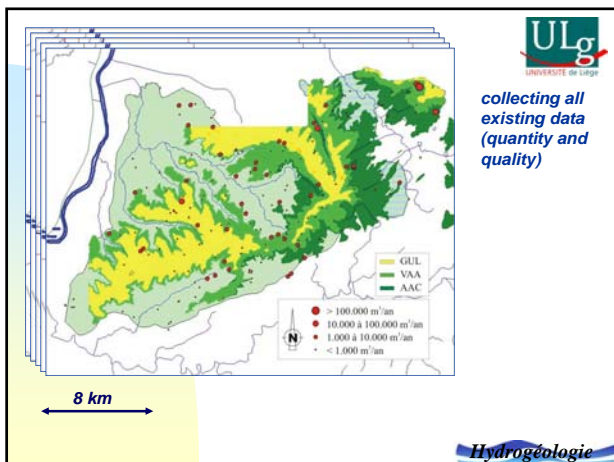 ULg
UNIVERSITÉ de Liège
collecting all
existing data
(quantity and
quality)
GUL
VAA
AAC
> 100.000 m³/an
10.000 à 100.000 m³/an
1.000 à 10.000 m³/an
< 1.000 m³/an
N
8 km
Hydrogéologie